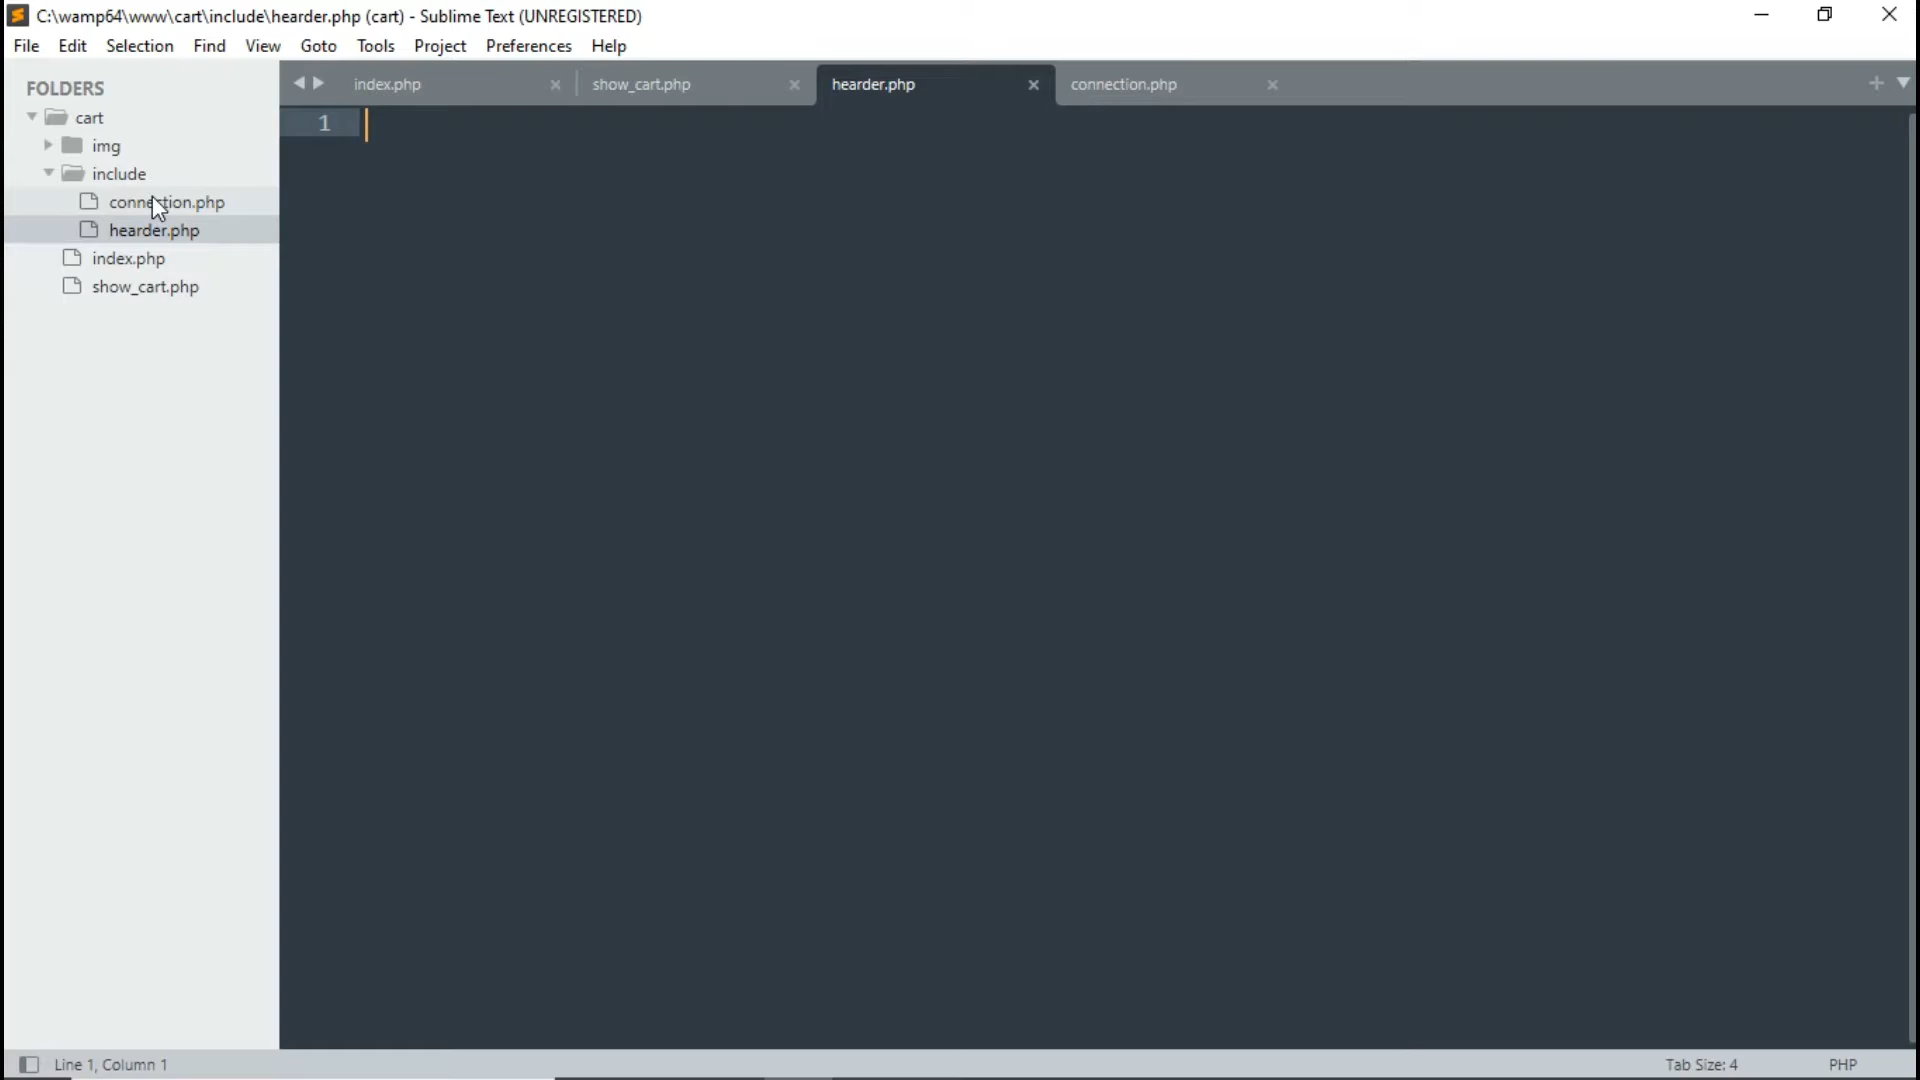 C:\wamp64\www\cart\include\hearder.php (cart) - Sublime Text (UNREGISTERED)
File Edit Selection Find View Goto Tools Project Preferences Help
FOLDERS
cart
img
include
connection.php
hearder.php
index.php
show_cart.php
index.php show_cart.php hearder.php connection.php
1
Line 1, Column 1 Tab Size: 4 PHP